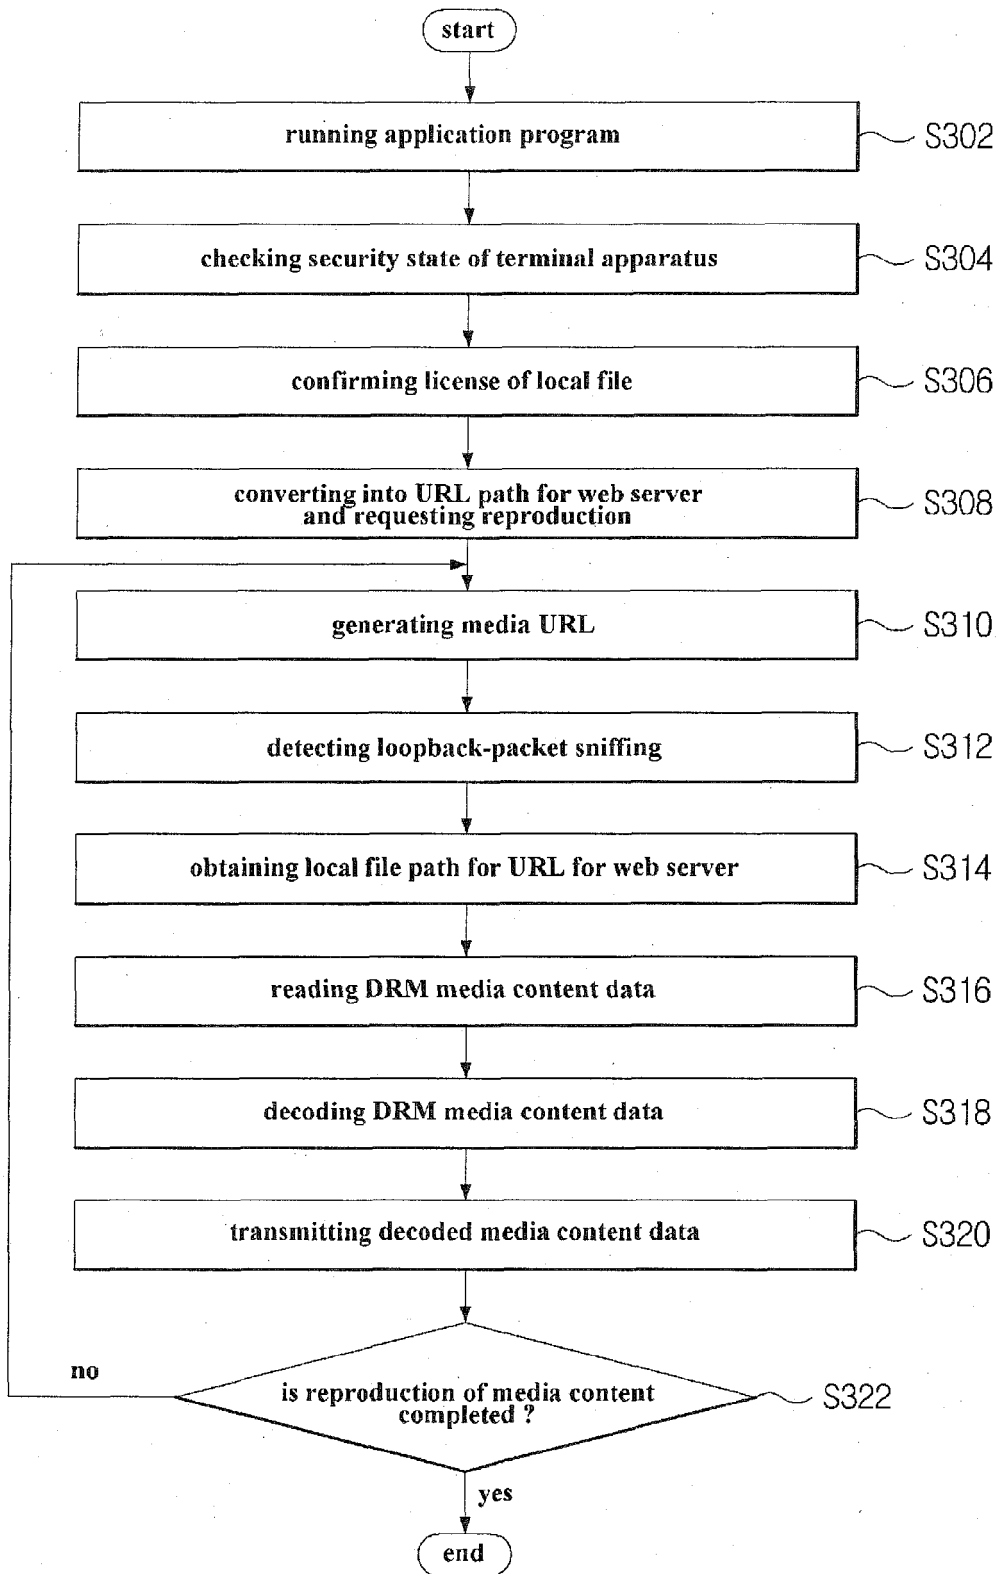 start
running application program
S302
checking security state of terminal apparatus
S304
confirming license of local file
S306
converting into URL path for web server
and requesting reproduction
S308
generating media URL
S310
detecting loopback-packet sniffing
S312
obtaining local file path for URL for web server
S314
reading DRM media content data
S316
decoding DRM media content data
S318
transmitting decoded media content data
S320
no
is reproduction of media content
completed ?
S322
yes
end